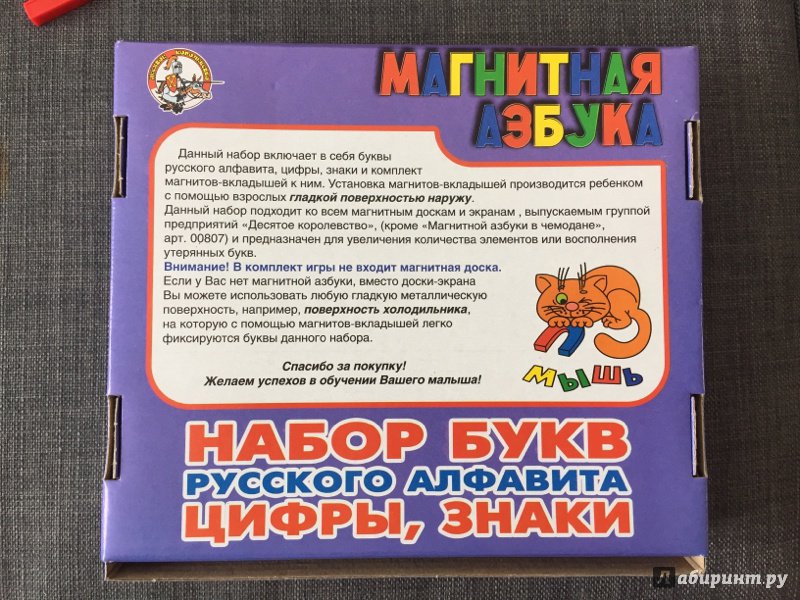 МАГНИТНАЯ
АЗБУКА
Данный набор включает в себя буквы
русского алфавита, цифры, знаки и комплект
магнитов-вкладышей к ним. Установка магнитов-вкладышей производится ребенком
с помощью взрослых гладкой поверхностью наружу.
Данный набор подходит ко всем магнитным доскам и экранам , выпускаемым группой
предприятий «Десятое королевство», (кроме «Магнитной азбуки в чемодане»,
арт. 00807) и предназначен для увеличения количества элементов или восполнения
утерянных букв.
Внимание! В комплект игры не входит магнитная доска.
Если у Вас нет магнитной азбуки, вместо доски-экрана
Вы можете использовать любую гладкую металлическую
поверхность, например, поверхность холодильника,
на которую с помощью магнитов-вкладышей легко
фиксируются буквы данного набора.
Спасибо за покупку!
Желаем успехов в обучении Вашего малыша!
МЫШЬ
НАБОР БУКВ
РУССКОГО АЛФАВИТА
ЦИФРЫ, ЗНАКИ
Лабиринт.ру